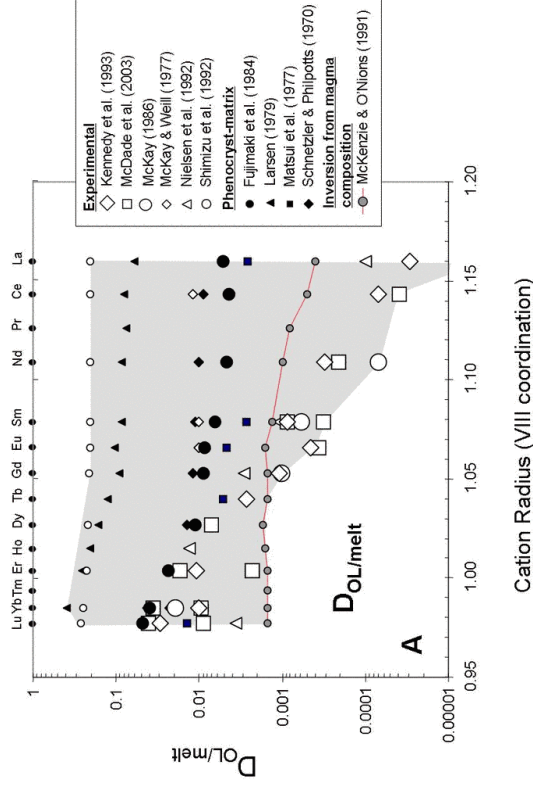 Lu Yb Tm Er Ho Dy Tb Gd Eu Sm Nd Pr Ce La
1
0.1
0.01
0.001
0.0001
0.00001
D OL/melt
A
D OL/melt
0.95 1.00 1.05 1.10 1.15 1.20
Cation Radius (VIII coordination)
Experimental
Kennedy et al. (1993)
McDade et al. (2003)
McKay (1986)
McKay & Weill (1977)
Nielsen et al. (1992)
Shimizu et al. (1992)
Phenocryst-matrix
Fujimaki et al. (1984)
Larsen (1979)
Matsui et al. (1977)
Schnetzler & Philpotts (1970)
Inversion from magma
composition
McKenzie & O'Nions (1991)